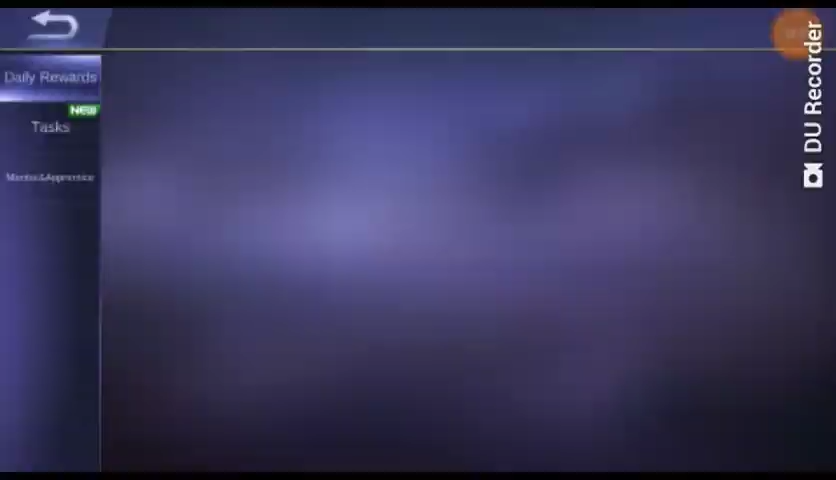 Daily Rewards
NEW
Tasks
Mentor&Apprentice
DU Recorder